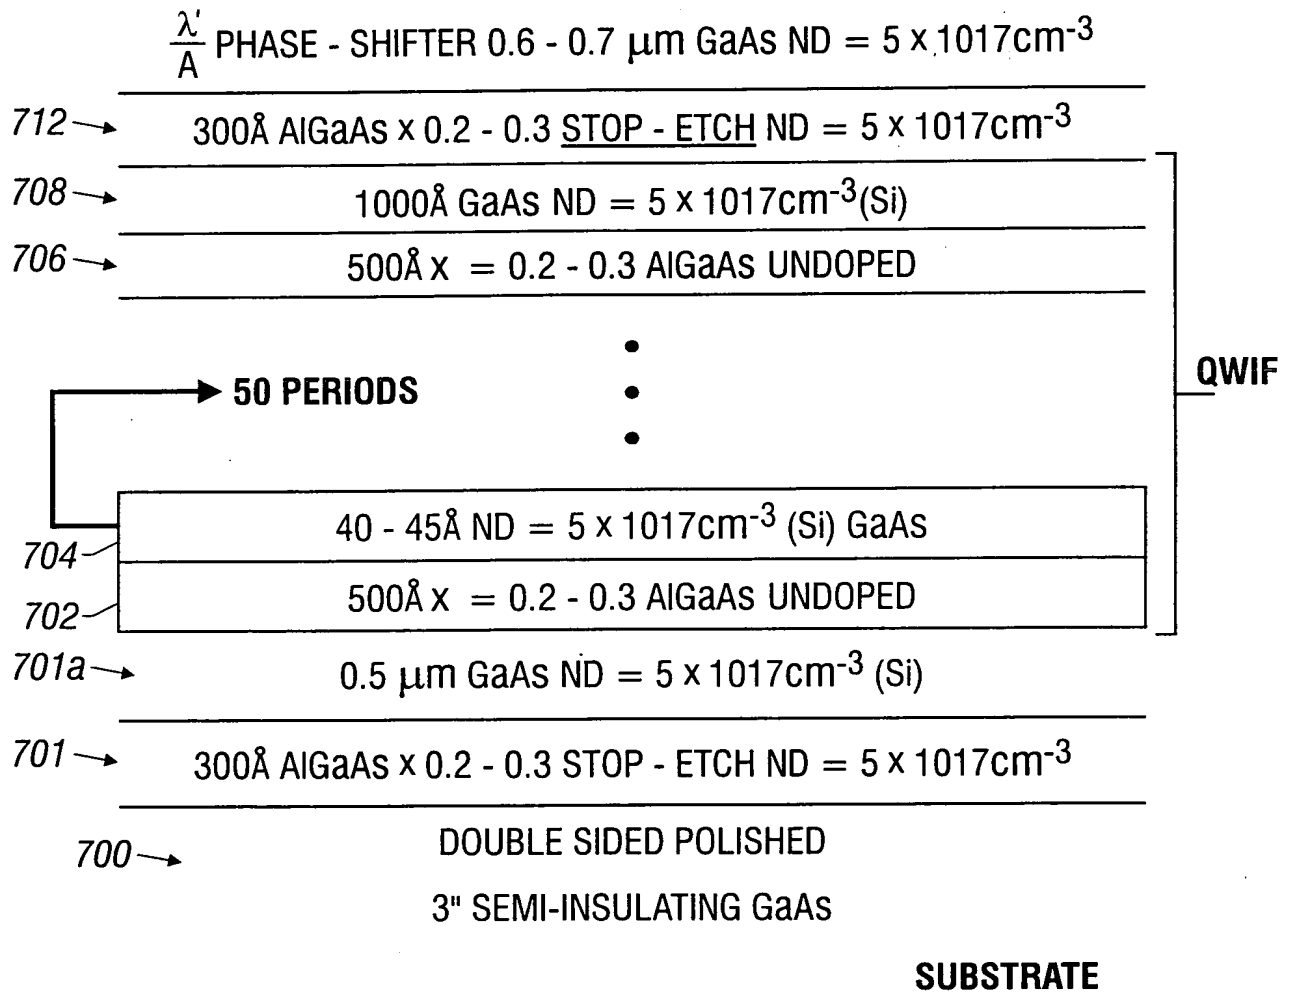 λ'/A PHASE - SHIFTER 0.6 - 0.7 μm GaAs ND = 5 x 1017cm-3
712 300Å AlGaAs x 0.2 - 0.3 STOP - ETCH ND = 5 x 1017cm-3
708 1000Å GaAs ND = 5 x 1017cm-3(Si)
706 500Å x = 0.2 - 0.3 AlGaAs UNDOPED
QWIF
50 PERIODS
704 40 - 45Å ND = 5 x 1017cm-3 (Si) GaAs
702 500Å x = 0.2 - 0.3 AlGaAs UNDOPED
701a 0.5 μm GaAs ND = 5 x 1017cm-3 (Si)
701 300Å AlGaAs x 0.2 - 0.3 STOP - ETCH ND = 5 x 1017cm-3
700 DOUBLE SIDED POLISHED
3" SEMI-INSULATING GaAs
SUBSTRATE